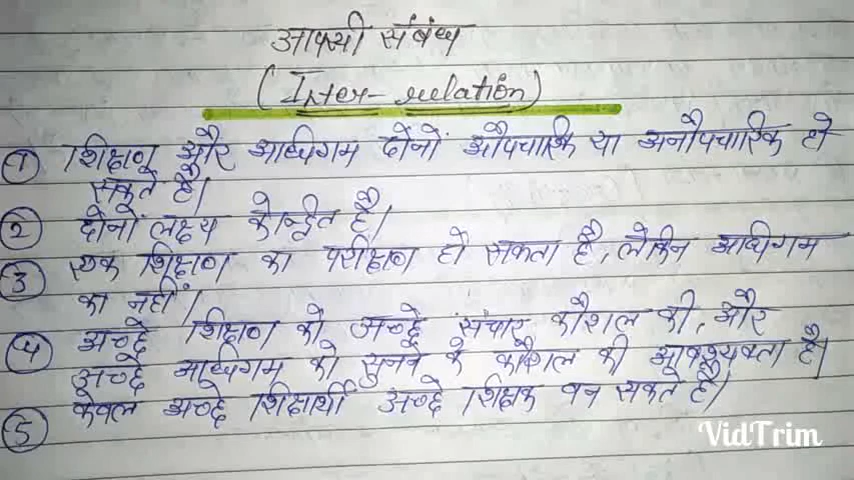 आपसी संबंध
(Inter-relation)
① शिक्षण और अधिगम दोनों औपचारिक या अनौपचारिक हो
सकते है।
② दोनों लक्ष्य केन्द्रित है।
③ एक शिक्षण का परीक्षण हो सकता है, लेकिन अधिगम
का नहीं।
④ अच्छे शिक्षण को अच्छे संचार कौशल की, और
अच्छे अधिगम को सुनने के कौशल की आवश्यकता है।
⑤ केवल अच्छे शिक्षार्थी अच्छे शिक्षक बन सकते है।
VidTrim